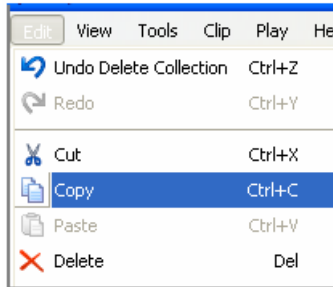 Edit View Tools Clip Play He
Undo Delete Collection Ctrl+Z
Redo Ctrl+Y
Cut Ctrl+X
Copy Ctrl+C
Paste Ctrl+V
Delete Del